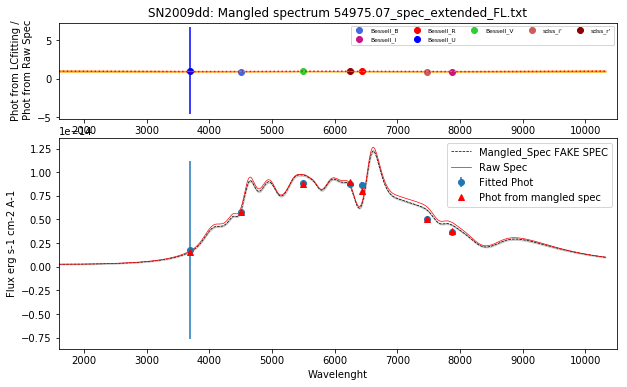 SN2009dd: Mangled spectrum 54975.07_spec_extended_FL.txt
Phot from LCfitting /
Phot from Raw Spec
5
0
−5
Bessell_B
Bessell_I
Bessell_R
Bessell_U
Bessell_V
sdss_i'
sdss_r'
2000 3000 4000 5000 6000 7000 8000 9000 10000
1e−14
Flux erg s-1 cm-2 A-1
1.25
1.00
0.75
0.50
0.25
0.00
−0.25
−0.50
−0.75
Mangled_Spec FAKE SPEC
Raw Spec
Fitted Phot
Phot from mangled spec
2000 3000 4000 5000 6000 7000 8000 9000 10000
Wavelenght